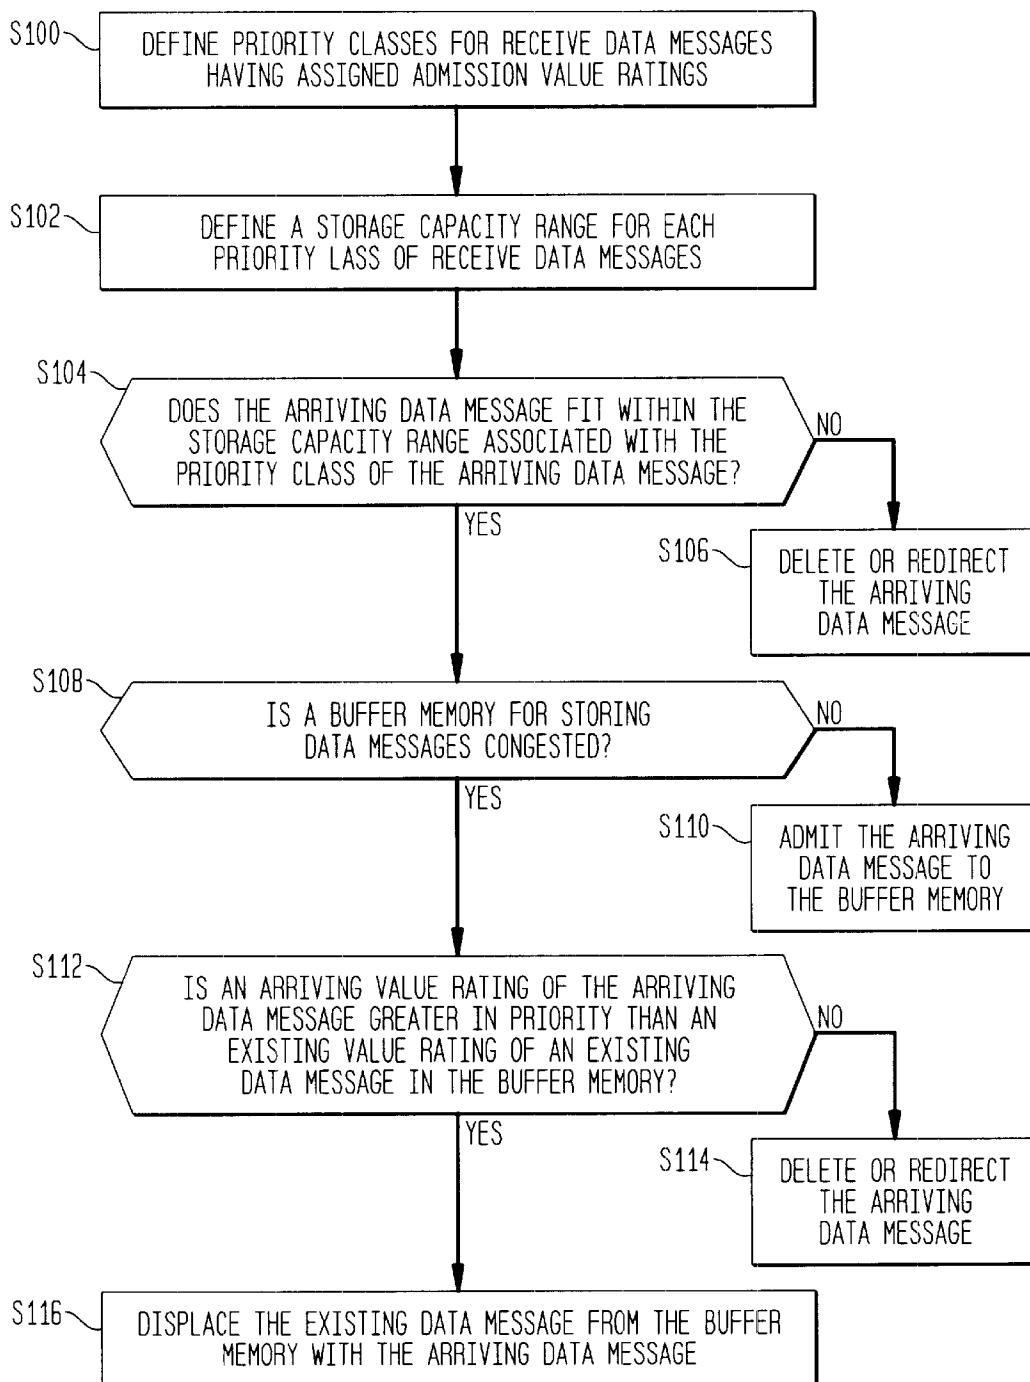 S100
DEFINE PRIORITY CLASSES FOR RECEIVE DATA MESSAGES
HAVING ASSIGNED ADMISSION VALUE RATINGS
S102
DEFINE A STORAGE CAPACITY RANGE FOR EACH
PRIORITY LASS OF RECEIVE DATA MESSAGES
S104
DOES THE ARRIVING DATA MESSAGE FIT WITHIN THE
STORAGE CAPACITY RANGE ASSOCIATED WITH THE
PRIORITY CLASS OF THE ARRIVING DATA MESSAGE?
NO
YES
S106
DELETE OR REDIRECT
THE ARRIVING
DATA MESSAGE
S108
IS A BUFFER MEMORY FOR STORING
DATA MESSAGES CONGESTED?
NO
YES
S110
ADMIT THE ARRIVING
DATA MESSAGE TO
THE BUFFER MEMORY
S112
IS AN ARRIVING VALUE RATING OF THE ARRIVING
DATA MESSAGE GREATER IN PRIORITY THAN AN
EXISTING VALUE RATING OF AN EXISTING
DATA MESSAGE IN THE BUFFER MEMORY?
NO
YES
S114
DELETE OR REDIRECT
THE ARRIVING
DATA MESSAGE
S116
DISPLACE THE EXISTING DATA MESSAGE FROM THE BUFFER
MEMORY WITH THE ARRIVING DATA MESSAGE